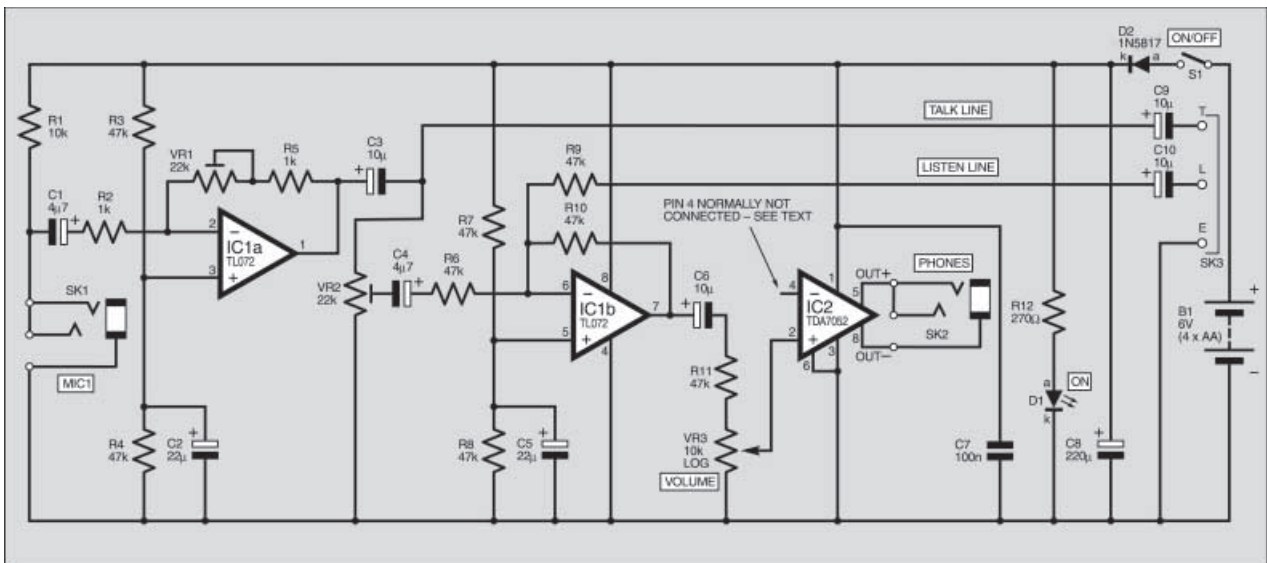 D2
1N5817
ON/OFF
k
a
S1
R1
10k
R3
47k
C9
10µ
+
T
TALK LINE
VR1
22k
R5
1k
C3
10µ
+
R9
47k
C10
10µ
+
L
LISTEN LINE
C1
4µ7
+
R2
1k
R10
47k
PIN 4 NORMALLY NOT
CONNECTED – SEE TEXT
R7
47k
E
SK3
2
−
IC1a
TL072
1
3
+
C4
4µ7
+
R6
47k
VR2
22k
8
6
−
IC1b
TL072
7
5
+
4
C6
10µ
+
1
4
−
IC2
TDA7052
2
+
3
6
OUT+
5
8
OUT−
PHONES
SK2
R12
270Ω
B1
6V
(4 x AA)
+
−
SK1
MIC1
R11
47k
a
D1
k
ON
R4
47k
C2
22µ
+
R8
47k
C5
22µ
+
VR3
10k
LOG
VOLUME
C7
100n
C8
220µ
+